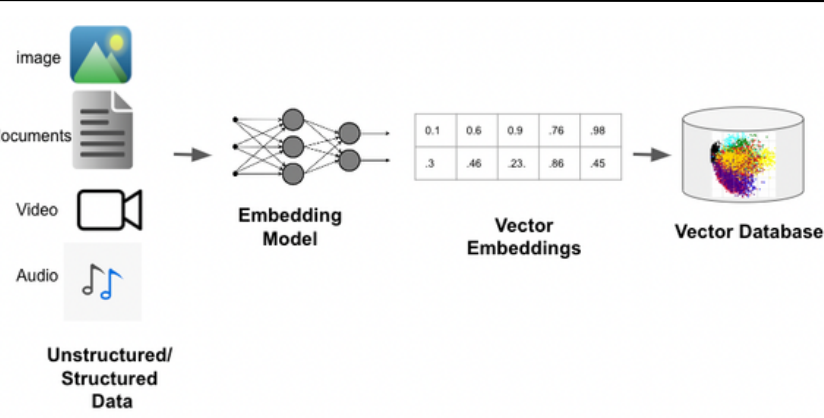 image
ocuments
Video
Audio
Unstructured/
Structured
Data
Embedding
Model
0.1 0.6 0.9 .76 .98
.3 .46 .23. .86 .45
Vector
Embeddings
Vector Database